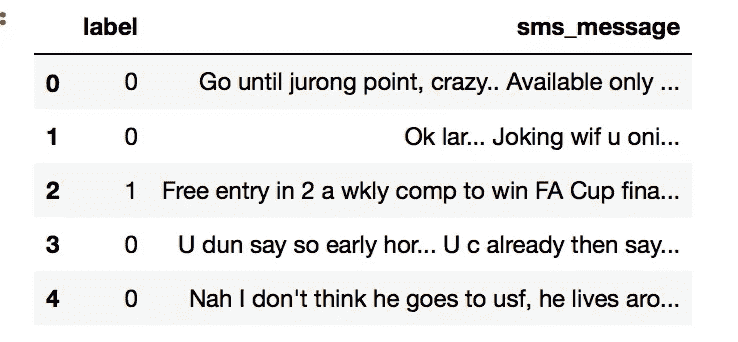 label sms_message
0 0 Go until jurong point, crazy.. Available only ...
1 0 Ok lar... Joking wif u oni...
2 1 Free entry in 2 a wkly comp to win FA Cup fina...
3 0 U dun say so early hor... U c already then say...
4 0 Nah I don't think he goes to usf, he lives aro...